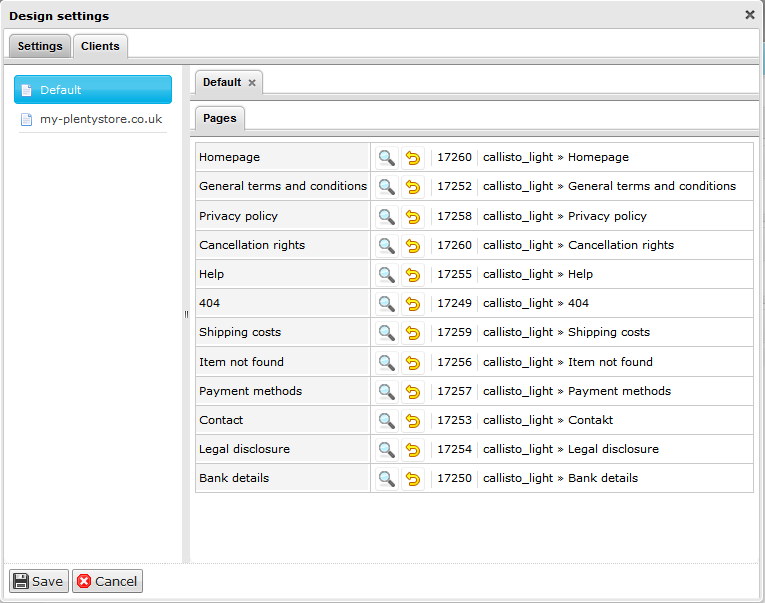 Design settings
Settings Clients
Default
my-plentystore.co.uk
Default
Pages
Homepage 17260 callisto_light » Homepage
General terms and conditions 17252 callisto_light » General terms and conditions
Privacy policy 17258 callisto_light » Privacy policy
Cancellation rights 17260 callisto_light » Cancellation rights
Help 17255 callisto_light » Help
404 17249 callisto_light » 404
Shipping costs 17259 callisto_light » Shipping costs
Item not found 17256 callisto_light » Item not found
Payment methods 17257 callisto_light » Payment methods
Contact 17253 callisto_light » Contakt
Legal disclosure 17254 callisto_light » Legal disclosure
Bank details 17250 callisto_light » Bank details
Save Cancel